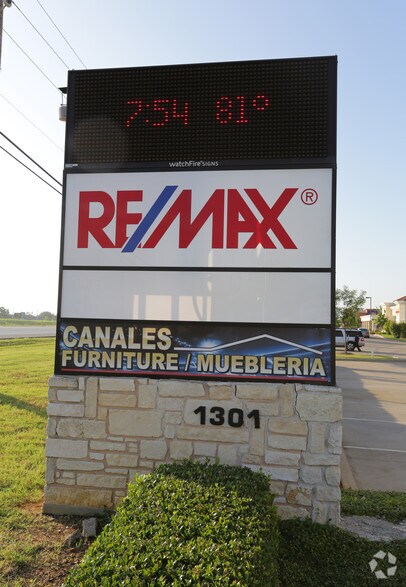 7:54 81°
watchFire®SIGNS
RE/MAX®
CANALES
FURNITURE / MUEBLERIA
1301